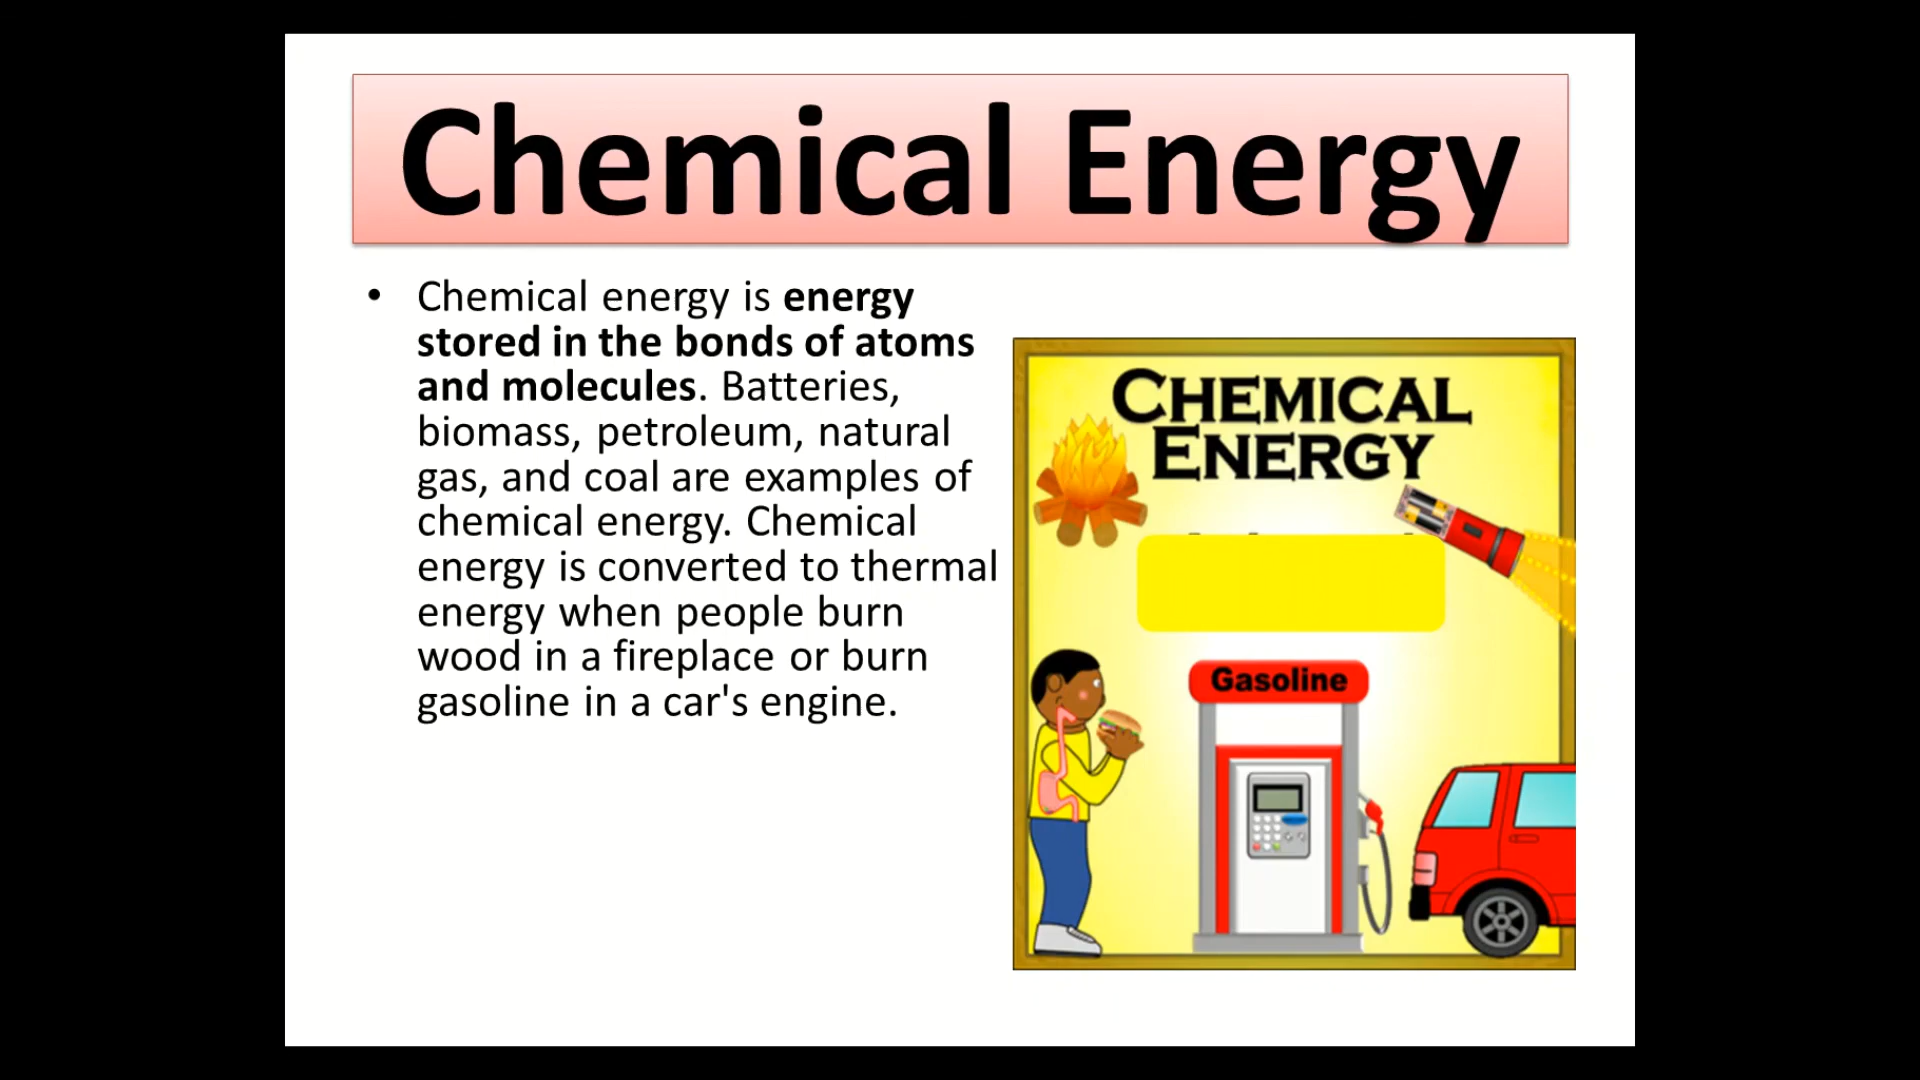 Chemical Energy
• Chemical energy is energy
stored in the bonds of atoms
and molecules. Batteries,
biomass, petroleum, natural
gas, and coal are examples of
chemical energy. Chemical
energy is converted to thermal
energy when people burn
wood in a fireplace or burn
gasoline in a car's engine.
CHEMICAL
ENERGY
Gasoline